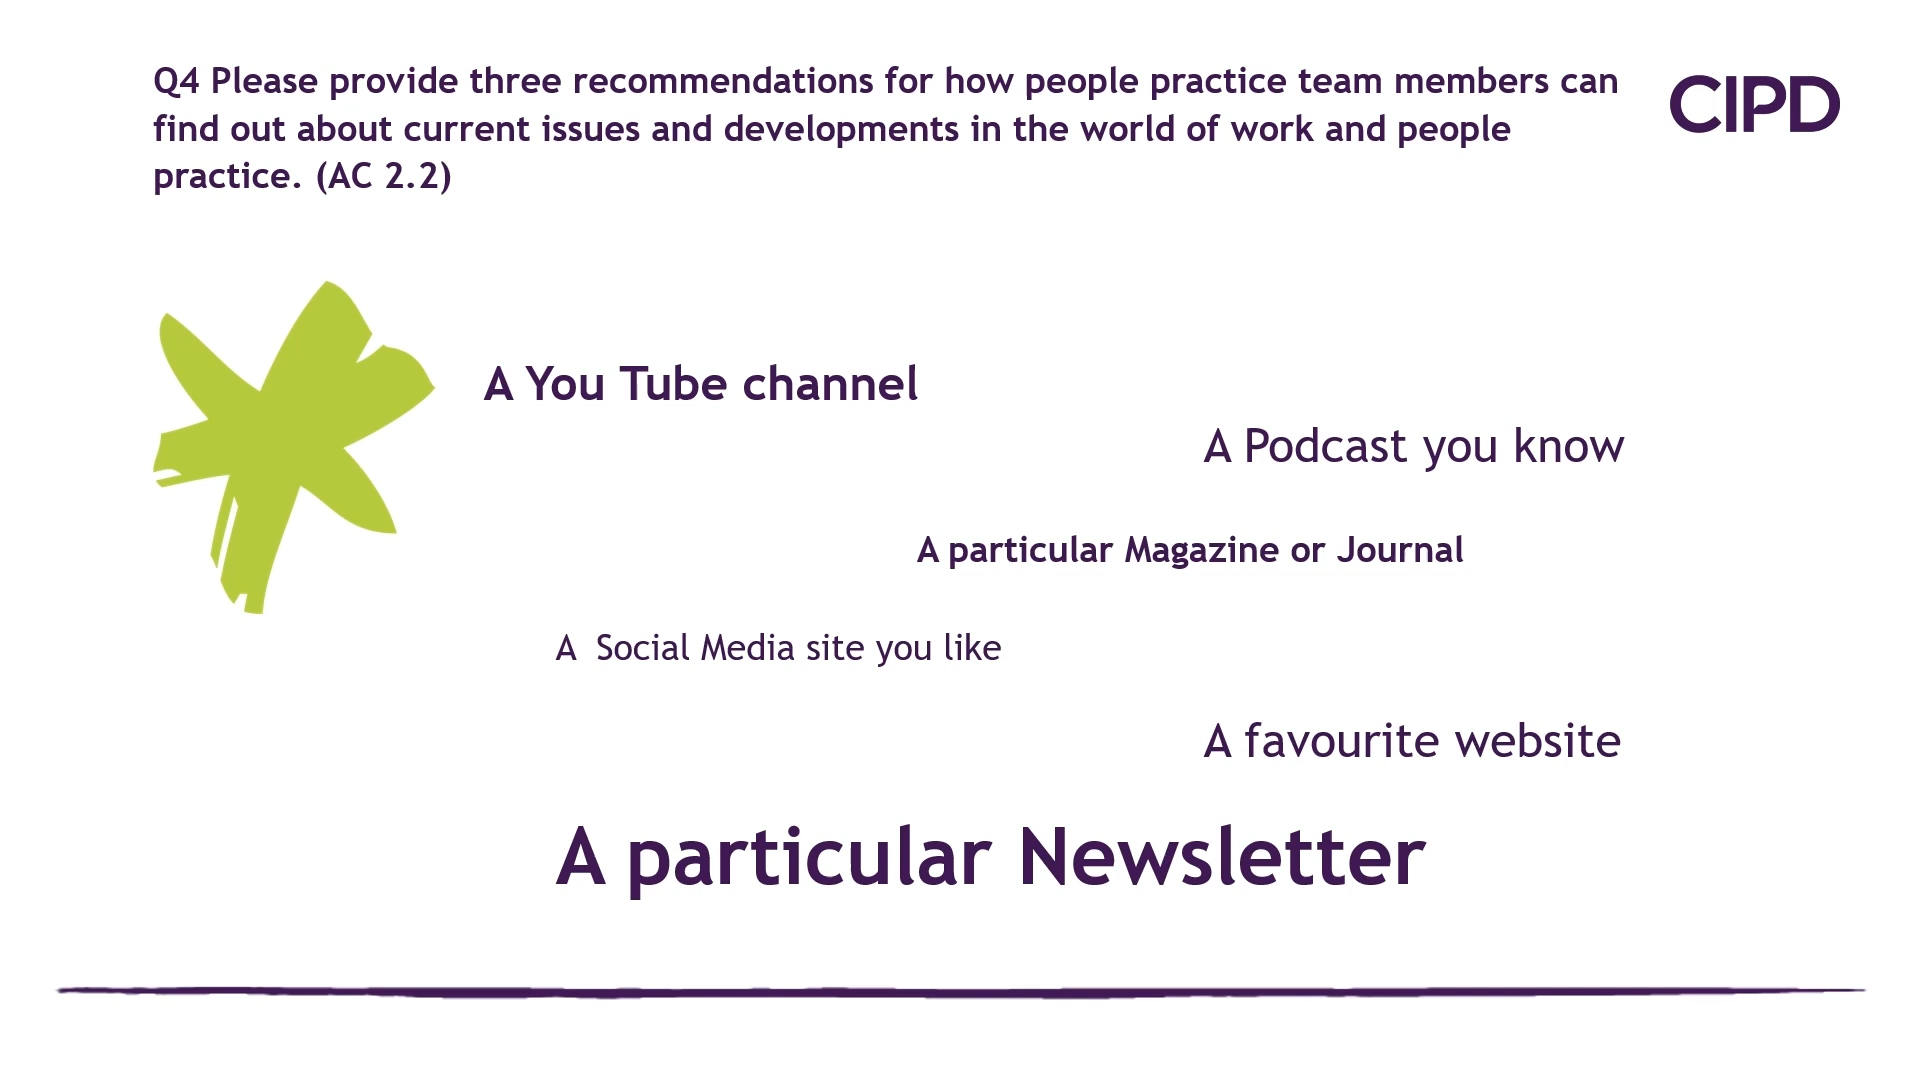 Q4 Please provide three recommendations for how people practice team members can
find out about current issues and developments in the world of work and people
practice. (AC 2.2)
CIPD
A You Tube channel
A Podcast you know
A particular Magazine or Journal
A  Social Media site you like
A favourite website
A particular Newsletter